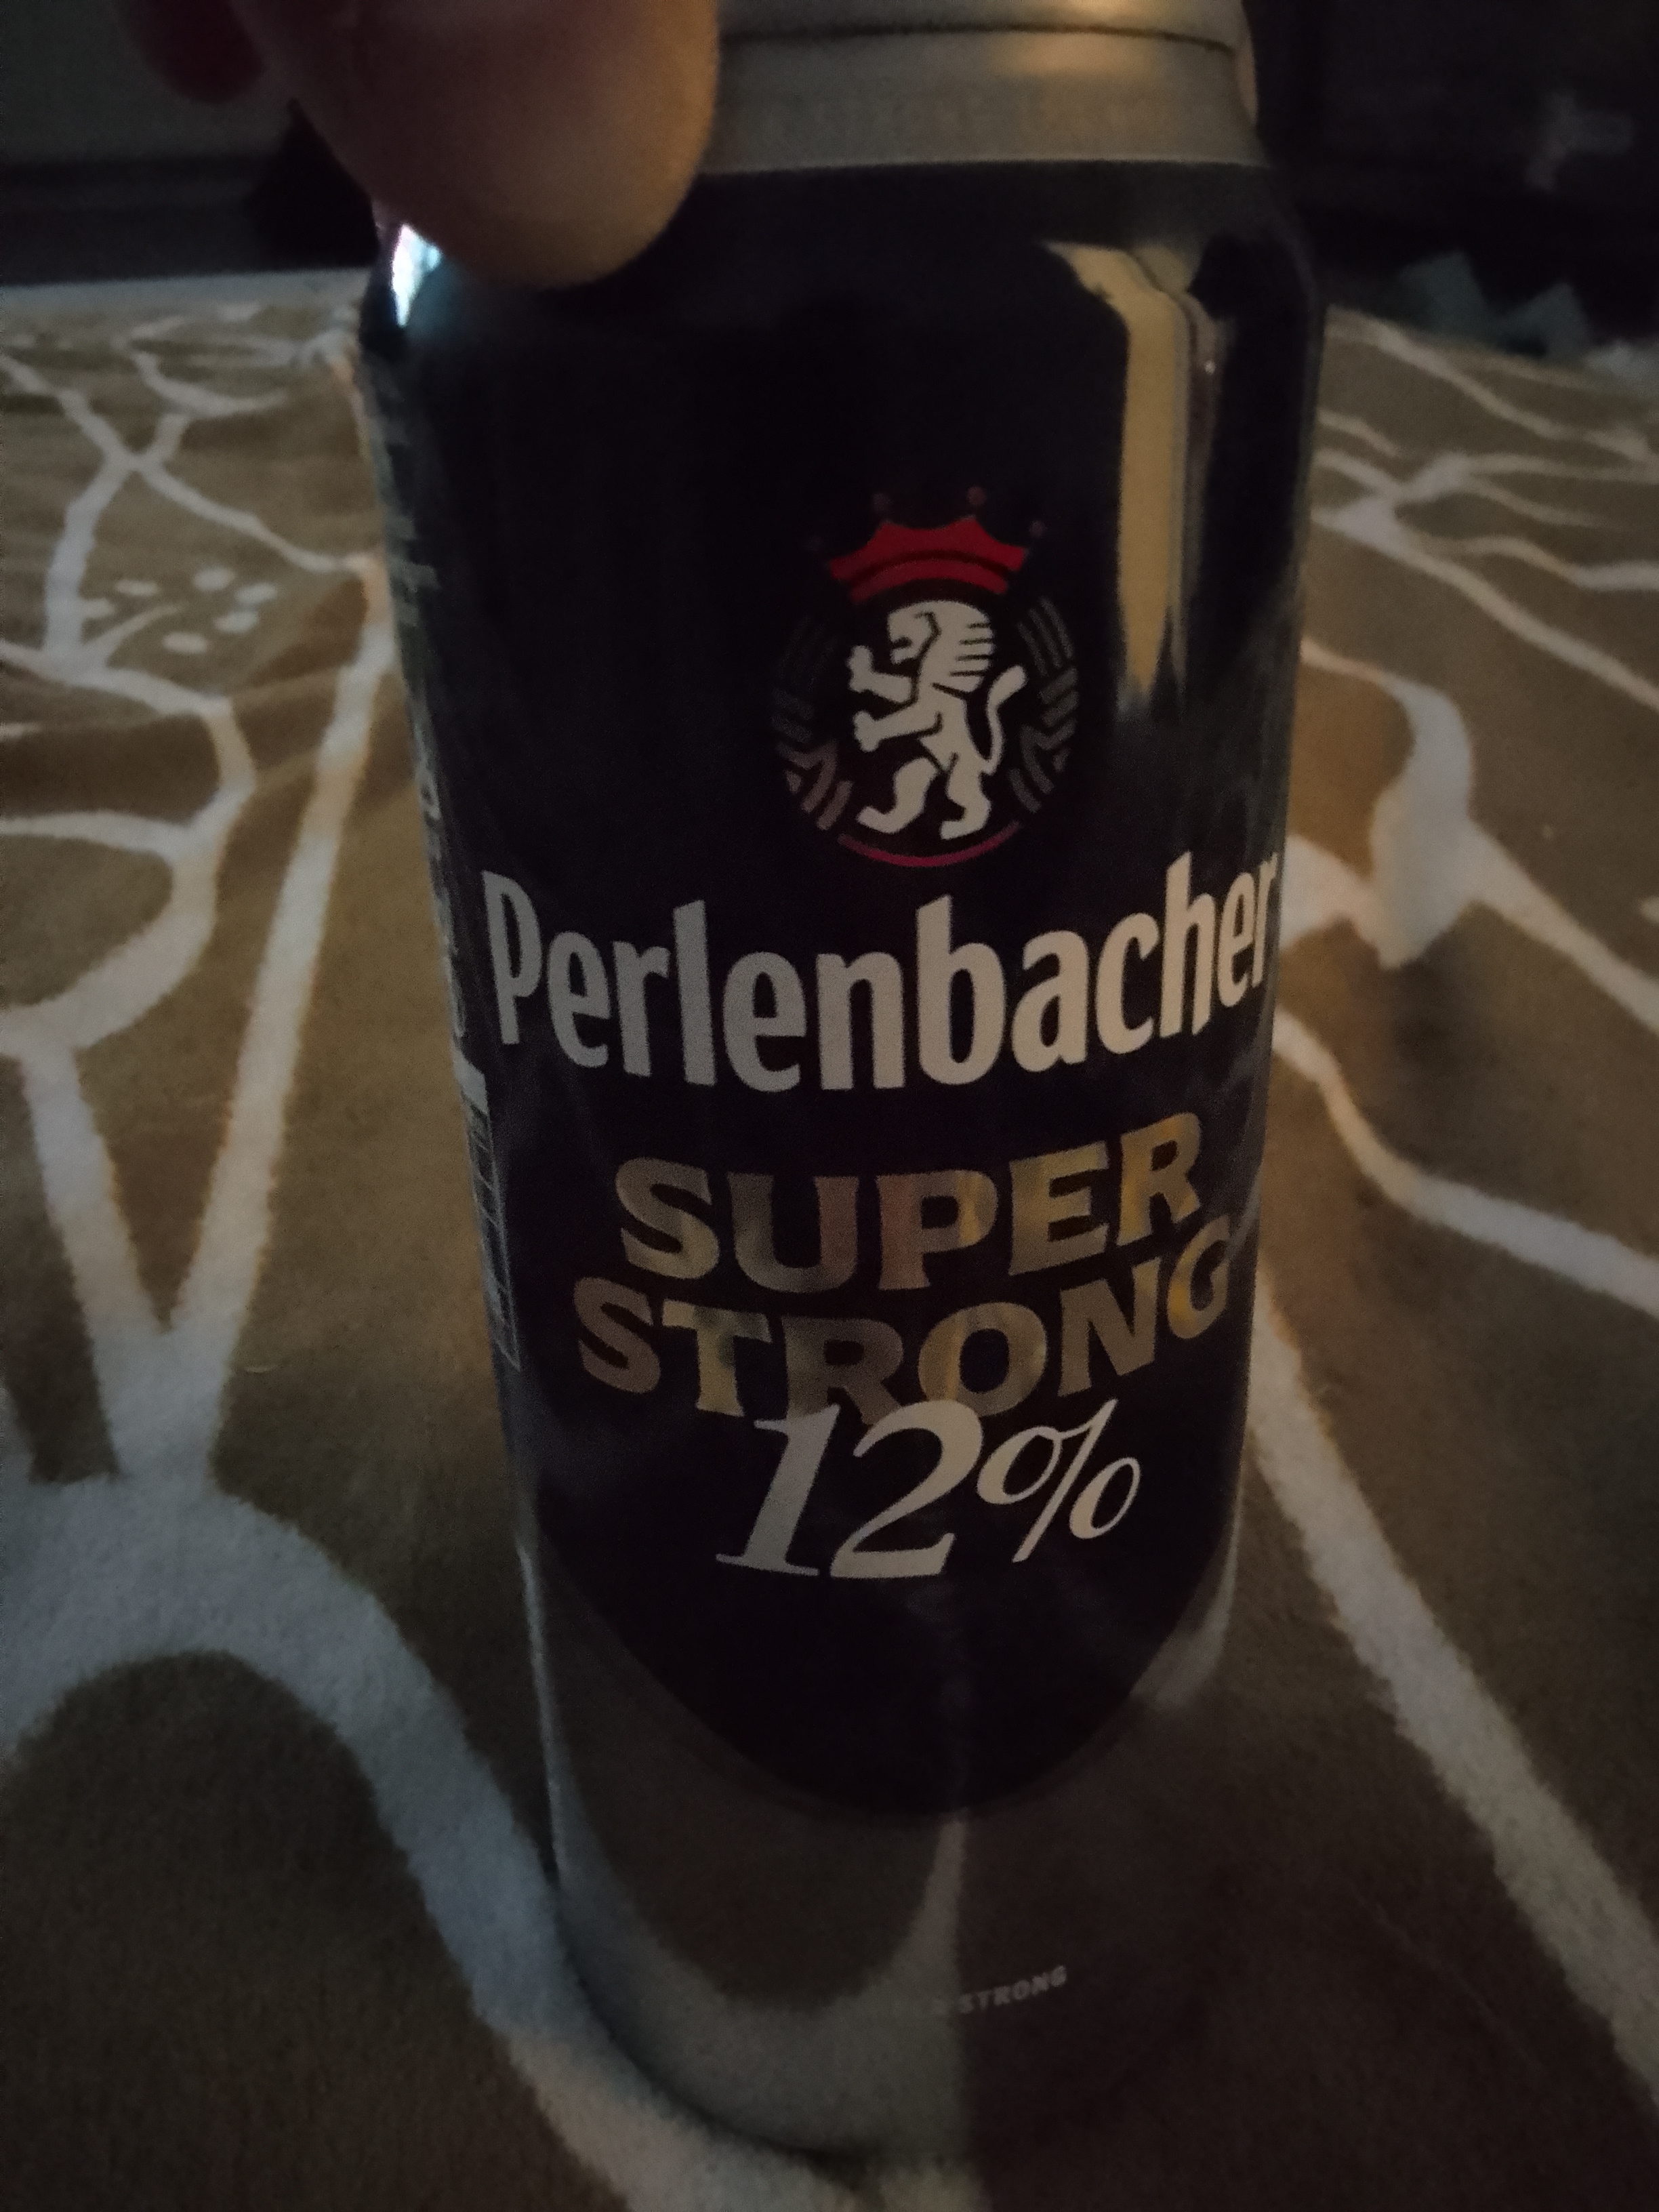 Perlenbacher
SUPER
STRONG
12%
STRONG